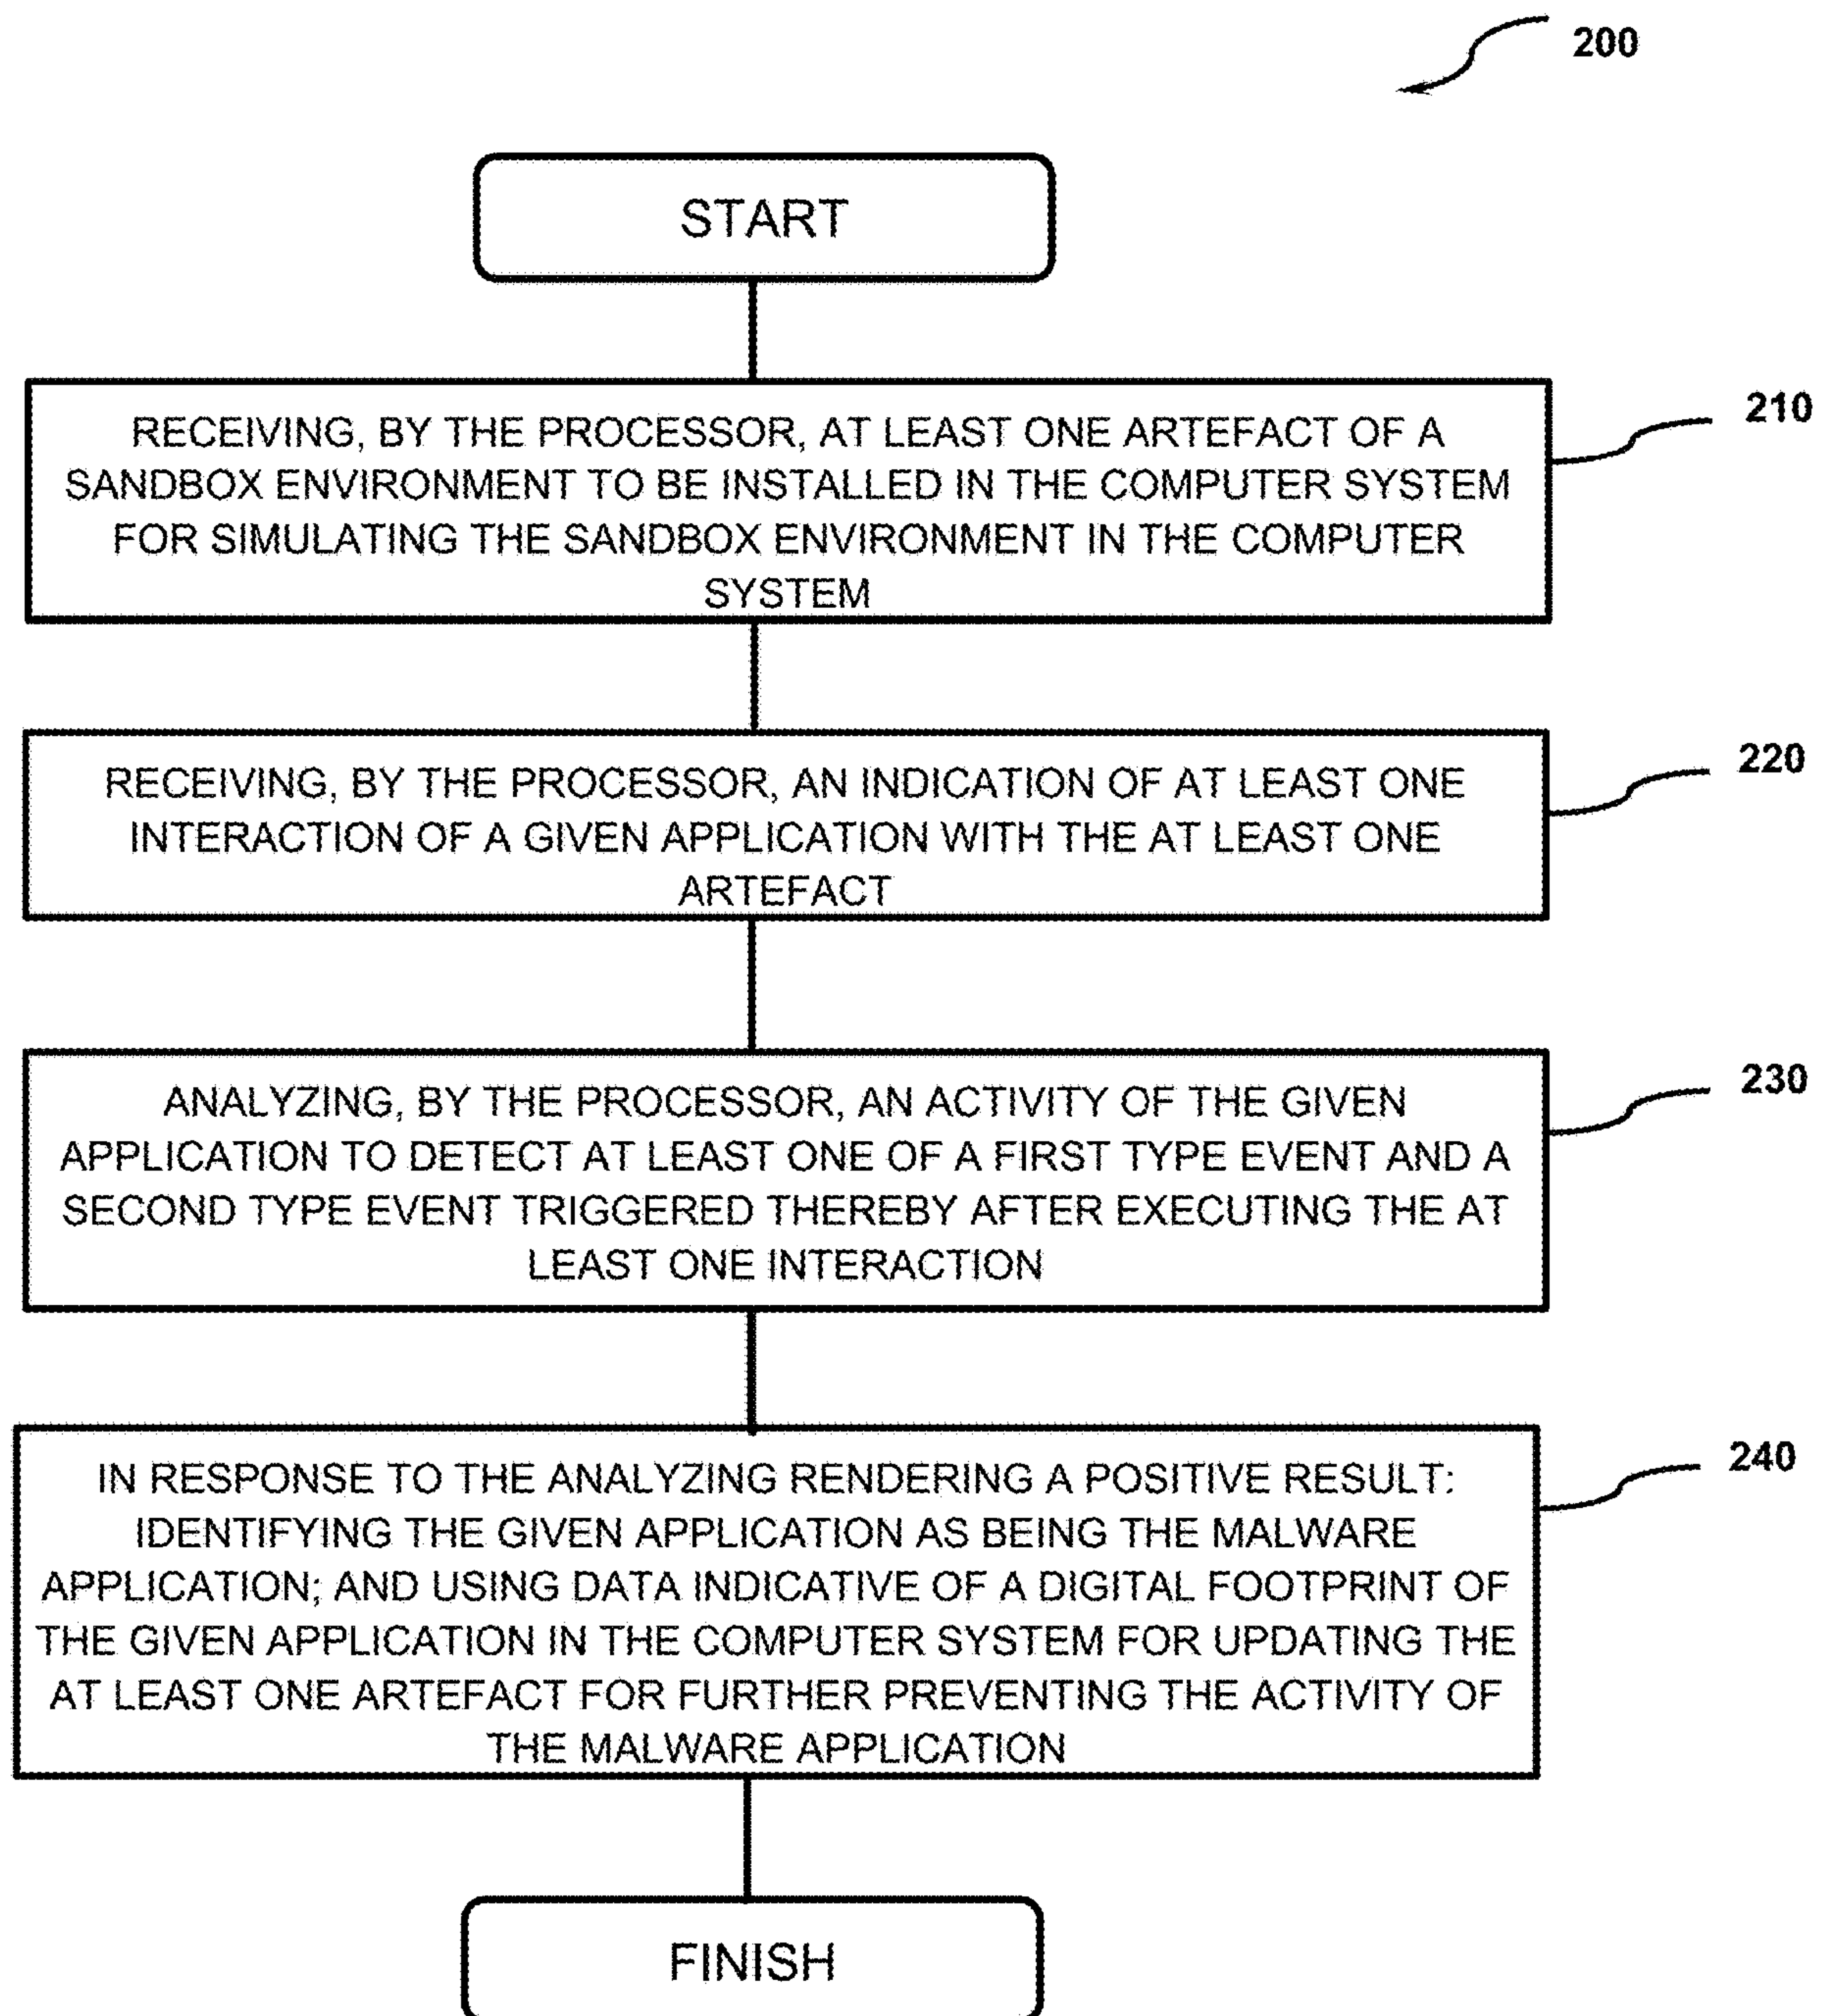 200
START
RECEIVING, BY THE PROCESSOR, AT LEAST ONE ARTEFACT OF A
SANDBOX ENVIRONMENT TO BE INSTALLED IN THE COMPUTER SYSTEM
FOR SIMULATING THE SANDBOX ENVIRONMENT IN THE COMPUTER
SYSTEM
210
RECEIVING, BY THE PROCESSOR, AN INDICATION OF AT LEAST ONE
INTERACTION OF A GIVEN APPLICATION WITH THE AT LEAST ONE
ARTEFACT
220
ANALYZING, BY THE PROCESSOR, AN ACTIVITY OF THE GIVEN
APPLICATION TO DETECT AT LEAST ONE OF A FIRST TYPE EVENT AND A
SECOND TYPE EVENT TRIGGERED THEREBY AFTER EXECUTING THE AT
LEAST ONE INTERACTION
230
IN RESPONSE TO THE ANALYZING RENDERING A POSITIVE RESULT:
IDENTIFYING THE GIVEN APPLICATION AS BEING THE MALWARE
APPLICATION; AND USING DATA INDICATIVE OF A DIGITAL FOOTPRINT OF
THE GIVEN APPLICATION IN THE COMPUTER SYSTEM FOR UPDATING THE
AT LEAST ONE ARTEFACT FOR FURTHER PREVENTING THE ACTIVITY OF
THE MALWARE APPLICATION
240
FINISH